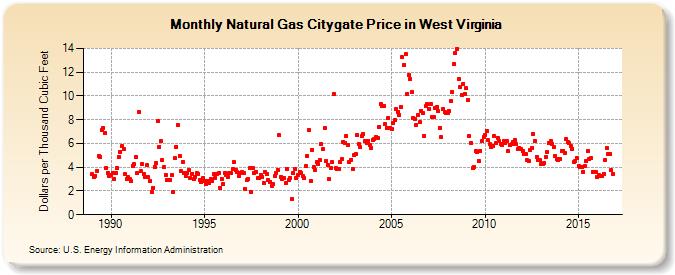 Monthly Natural Gas Citygate Price in West Virginia
Dollars per Thousand Cubic Feet
14
12
10
8
6
4
2
0
1990 1995 2000 2005 2010 2015
Source: U.S. Energy Information Administration